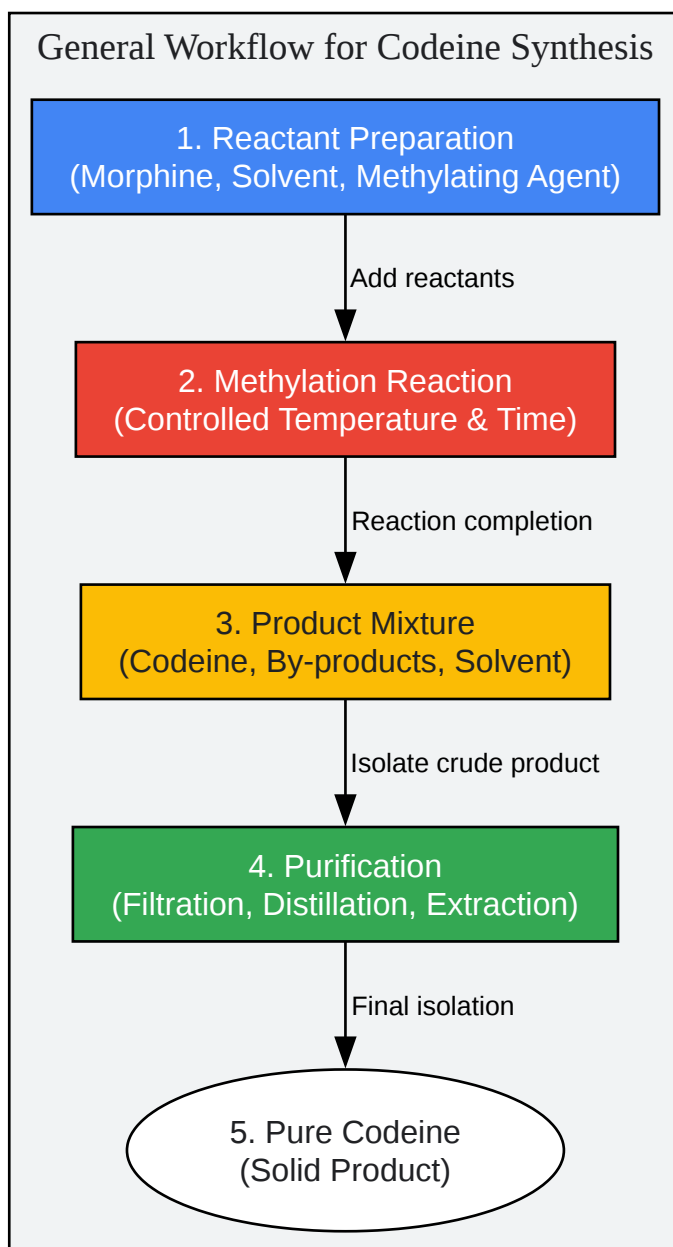 General Workflow for Codeine Synthesis
1. Reactant Preparation
(Morphine, Solvent, Methylating Agent)
Add reactants
2. Methylation Reaction
(Controlled Temperature & Time)
Reaction completion
3. Product Mixture
(Codeine, By-products, Solvent)
Isolate crude product
4. Purification
(Filtration, Distillation, Extraction)
Final isolation
5. Pure Codeine
(Solid Product)